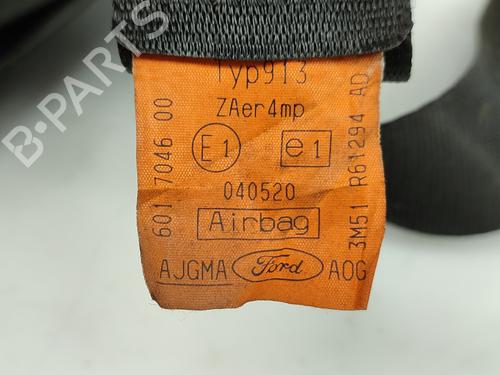 Typ913
ZAer4mp
E1 e1
040520
Airbag
AJGMA Ford AOG
601 7046 00
3M51 R61294 AD
B-PARTS